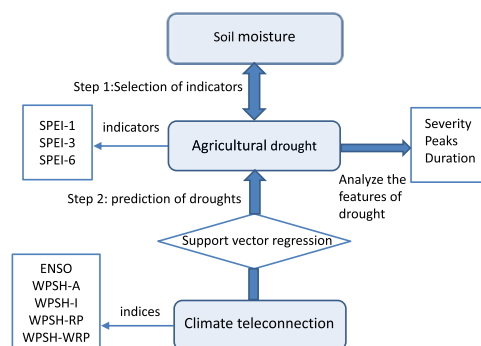 Soil moisture
Step 1:Selection of indicators
SPEI-1
SPEI-3
SPEI-6
indicators
Agricultural drought
Severity
Peaks
Duration
Analyze the
features of
drought
Step 2: prediction of droughts
Support vector regression
ENSO
WPSH-A
WPSH-I
WPSH-RP
WPSH-WRP
indices
Climate teleconnection